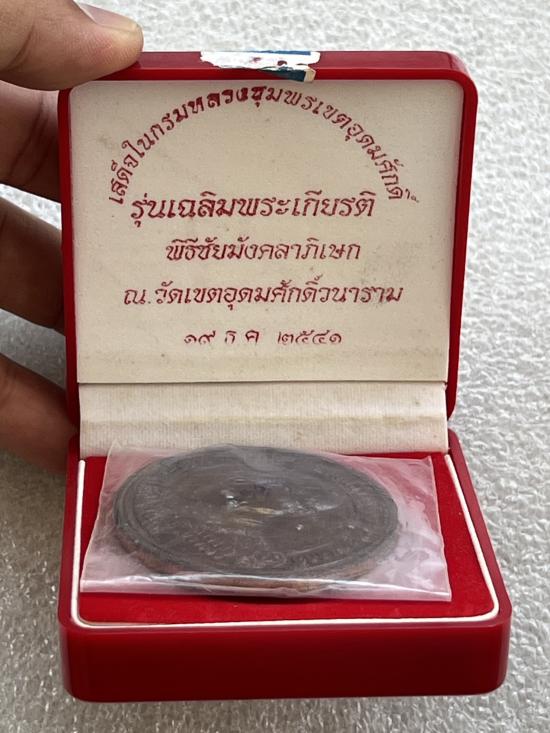 เสด็จในกรมหลวงชุมพรเขตอุดมศักดิ์
รุ่นเฉลิมพระเกียรติ
พิธีชัยมังคลาภิเษก
ณ.วัดเขตอุดมศักดิ์วนาราม
๑๙ ธ ค ๒๕๔๑